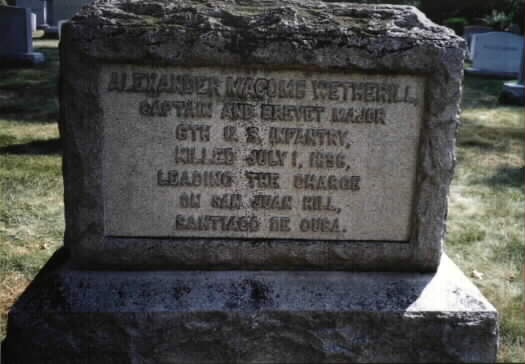 ALEXANDER MACOMB WETHERILL,
CAPTAIN AND BREVET MAJOR
6TH U. S. INFANTRY,
KILLED JULY 1, 1898,
LEADING THE CHARGE
ON SAN JUAN HILL,
SANTIAGO DE CUBA.